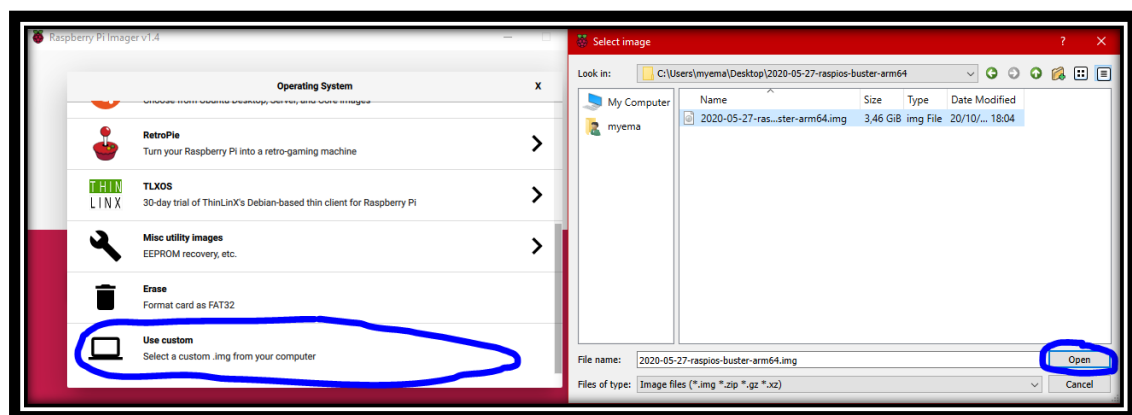 Raspberry Pi Imager v1.4
Operating System
X
Choose from Ubuntu Desktop, Server, and Core images
RetroPie
Turn your Raspberry Pi into a retro-gaming machine
THIN
LINX
TLXOS
30-day trial of ThinLinX's Debian-based thin client for Raspberry Pi
Misc utility images
EEPROM recovery, etc.
Erase
Format card as FAT32
Use custom
Select a custom .img from your computer
Select image
Look in: C:\Users\myema\Desktop\2020-05-27-raspios-buster-arm64
My Computer
myema
Name Size Type Date Modified
2020-05-27-ras...ster-arm64.img 3,46 GiB img File 20/10/... 18:04
File name: 2020-05-27-raspios-buster-arm64.img Open
Files of type: Image files (*.img *.zip *.gz *.xz) Cancel